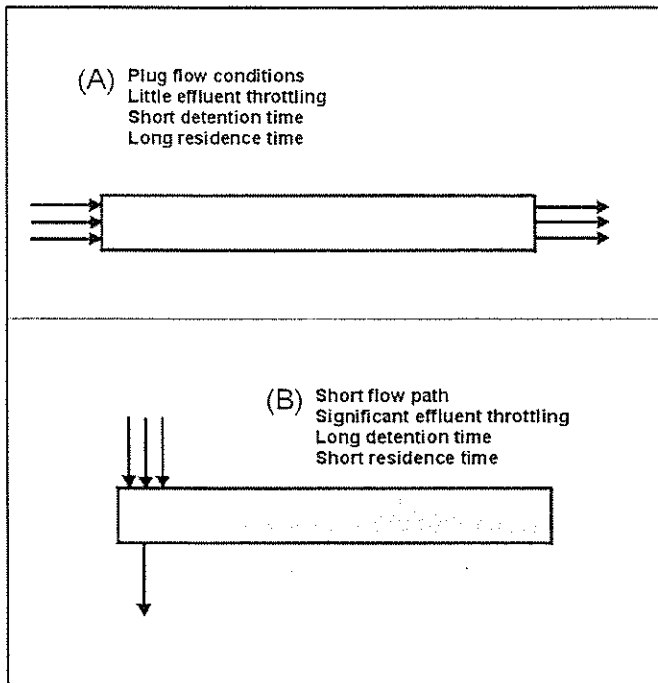 (A) Plug flow conditions
Little effluent throttling
Short detention time
Long residence time
(B) Short flow path
Significant effluent throttling
Long detention time
Short residence time